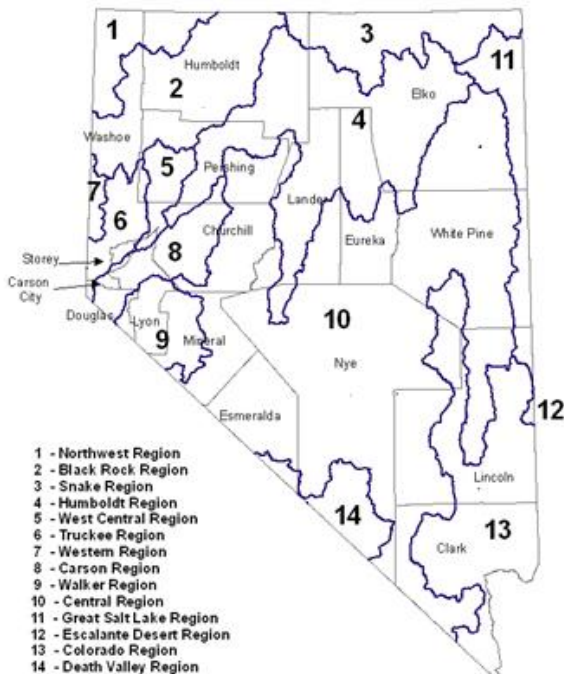 1
3
Humboldt
11
2
Elko
4
Washoe
5
Pershing
7
Lander
6
Churchill
White Pine
Eureka
Storey
8
Carson
City
10
Douglas
Lyon
9
Mineral
Nye
Esmeralda
12
Lincoln
14
13
Clark
1 - Northwest Region
2 - Black Rock Region
3 - Snake Region
4 - Humboldt Region
5 - West Central Region
6 - Truckee Region
7 - Western Region
8 - Carson Region
9 - Walker Region
10 - Central Region
11 - Great Salt Lake Region
12 - Escalante Desert Region
13 - Colorado Region
14 - Death Valley Region